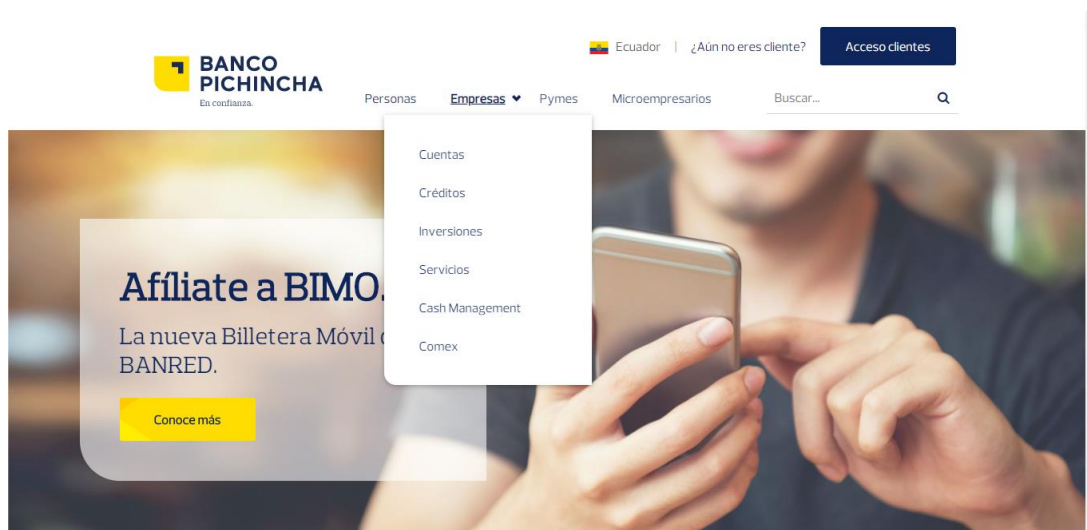 Ecuador | ¿Aún no eres cliente? Acceso clientes
BANCO
PICHINCHA
En confianza.
Personas Empresas Pymes Microempresarios Buscar...
Cuentas
Créditos
Inversiones
Servicios
Cash Management
Comex
Afíliate a BIMO.
La nueva Billetera Móvil
BANRED.
Conoce más